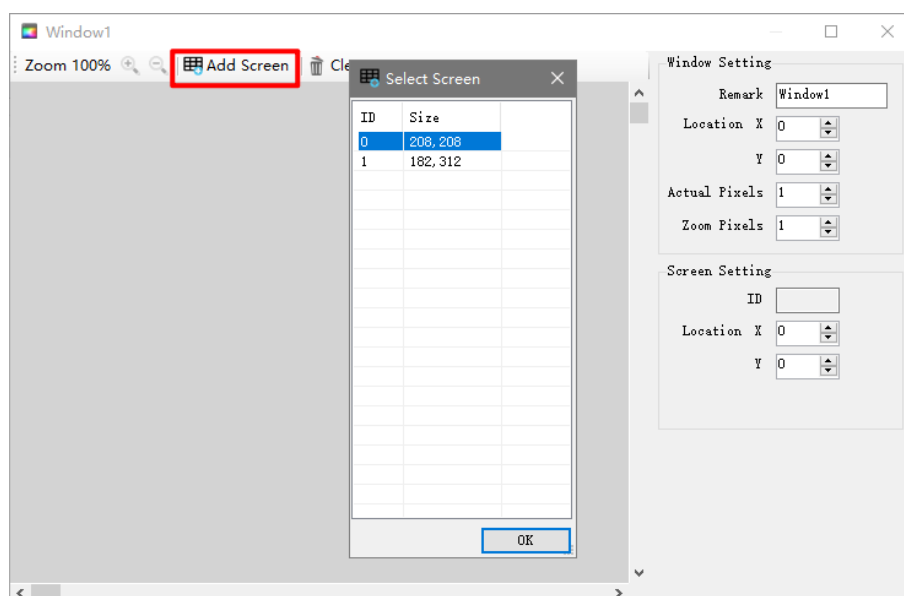 Window1
Zoom 100% Add Screen Cle
Select Screen
ID Size
0 208, 208
1 182, 312
OK
Window Setting
Remark Window1
Location X 0
Y 0
Actual Pixels 1
Zoom Pixels 1
Screen Setting
ID
Location X 0
Y 0